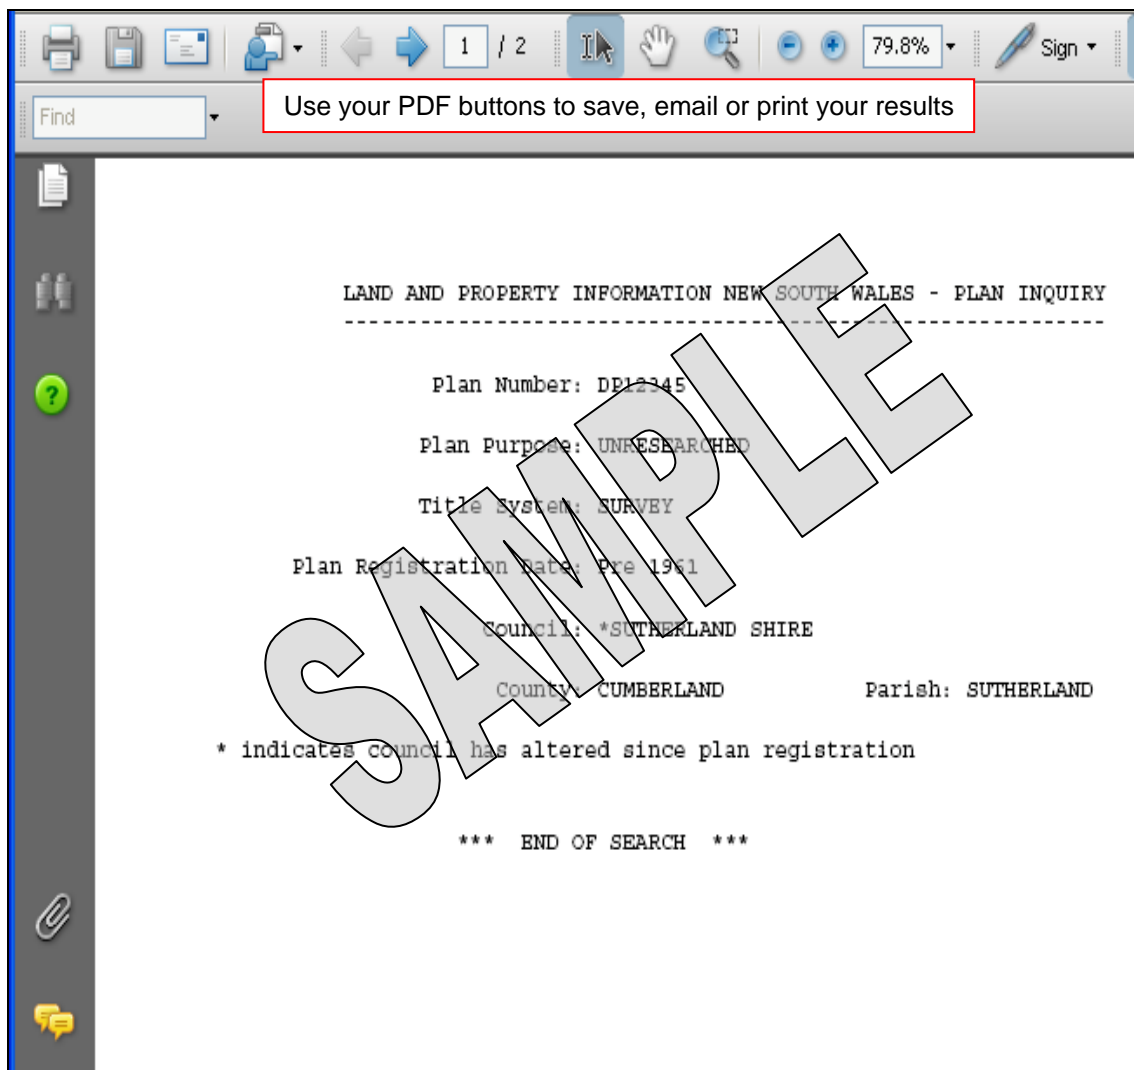 1 / 2
79.8%
Sign
Find
Use your PDF buttons to save, email or print your results
LAND AND PROPERTY INFORMATION NEW SOUTH WALES - PLAN INQUIRY
------------------------------------------------------------
Plan Number: DP12345
Plan Purpose: UNRESEARCHED
Title System: SURVEY
Plan Registration Date: Pre 1961
Council: *SUTHERLAND SHIRE
County: CUMBERLAND Parish: SUTHERLAND
* indicates council has altered since plan registration
*** END OF SEARCH ***
SAMPLE